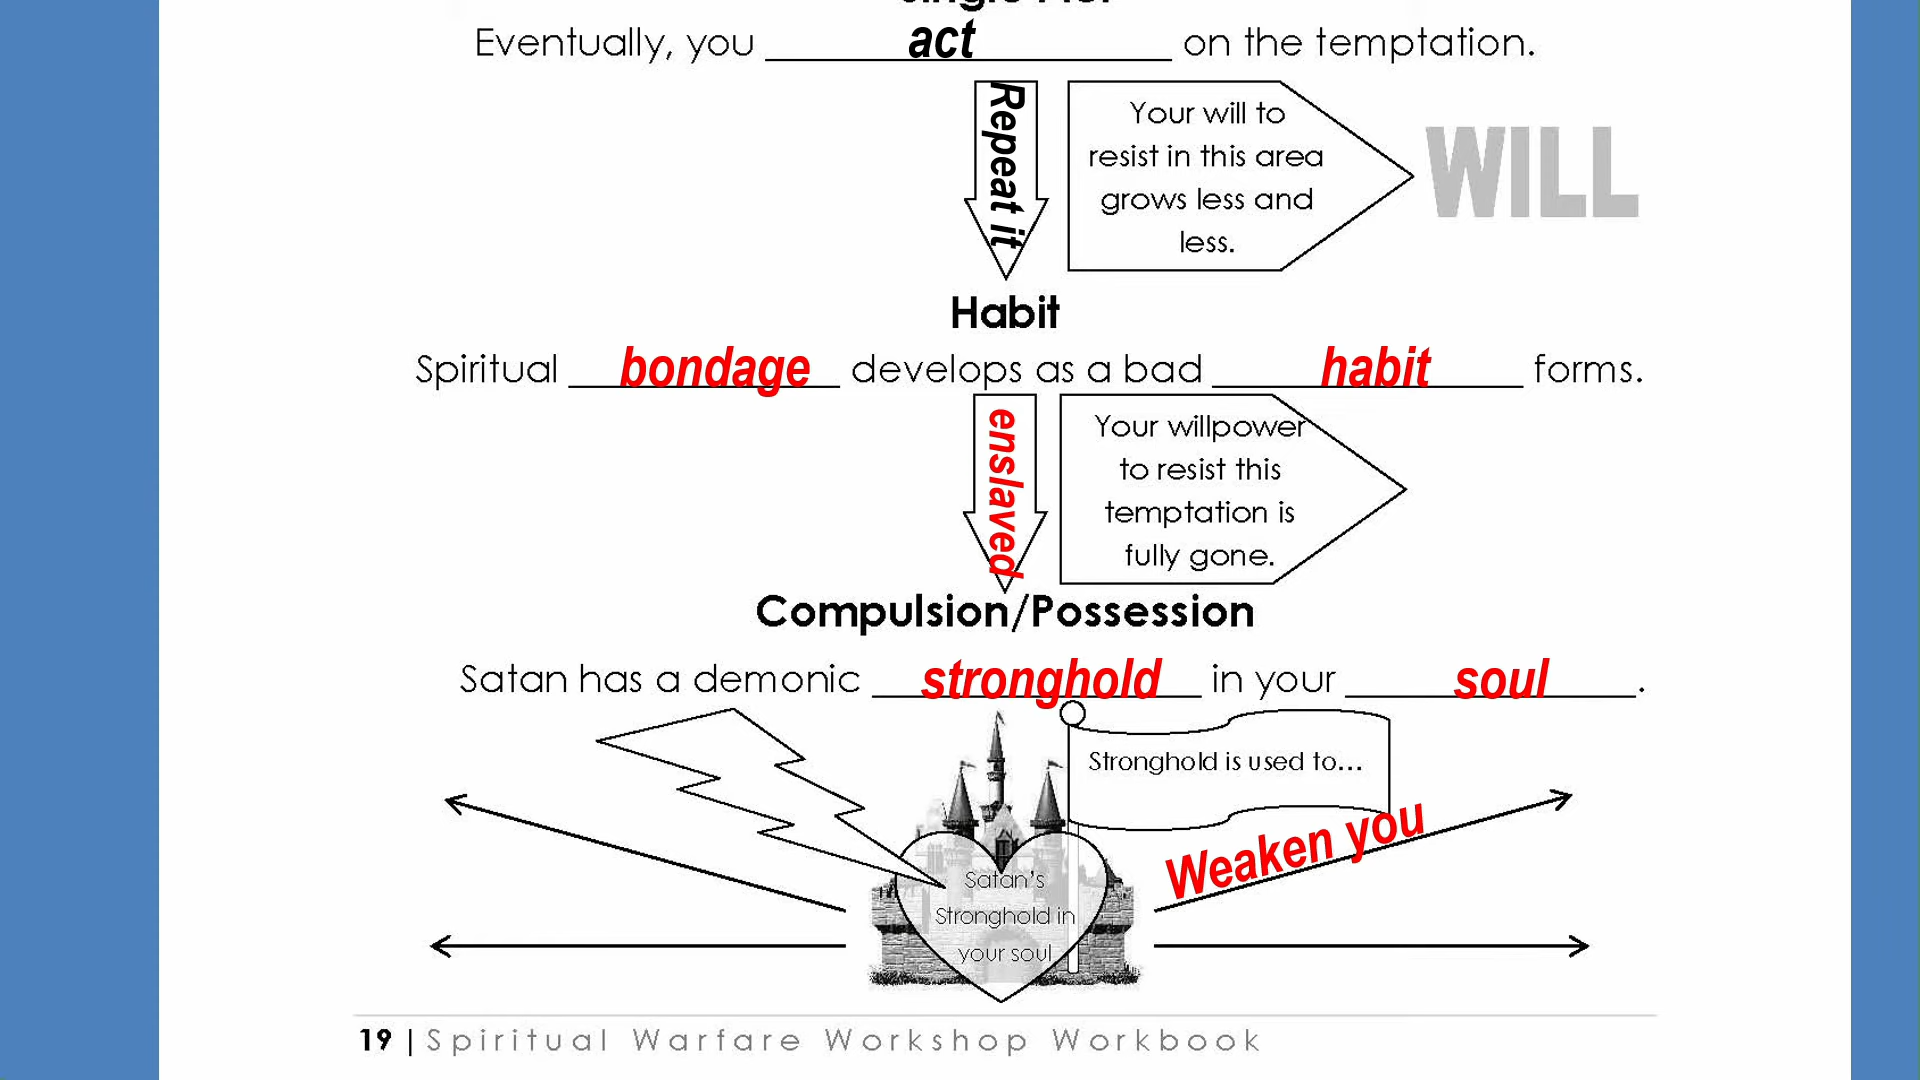 Eventually, you act on the temptation.
Repeat it
Your will to
resist in this area
grows less and
less.
WILL
Habit
Spiritual bondage develops as a bad habit forms.
enslaved
Your willpower
to resist this
temptation is
fully gone.
Compulsion/Possession
Satan has a demonic stronghold in your soul.
Stronghold is used to...
Weaken you
Satan's
Stronghold in
your soul
19 | Spiritual Warfare Workshop Workbook